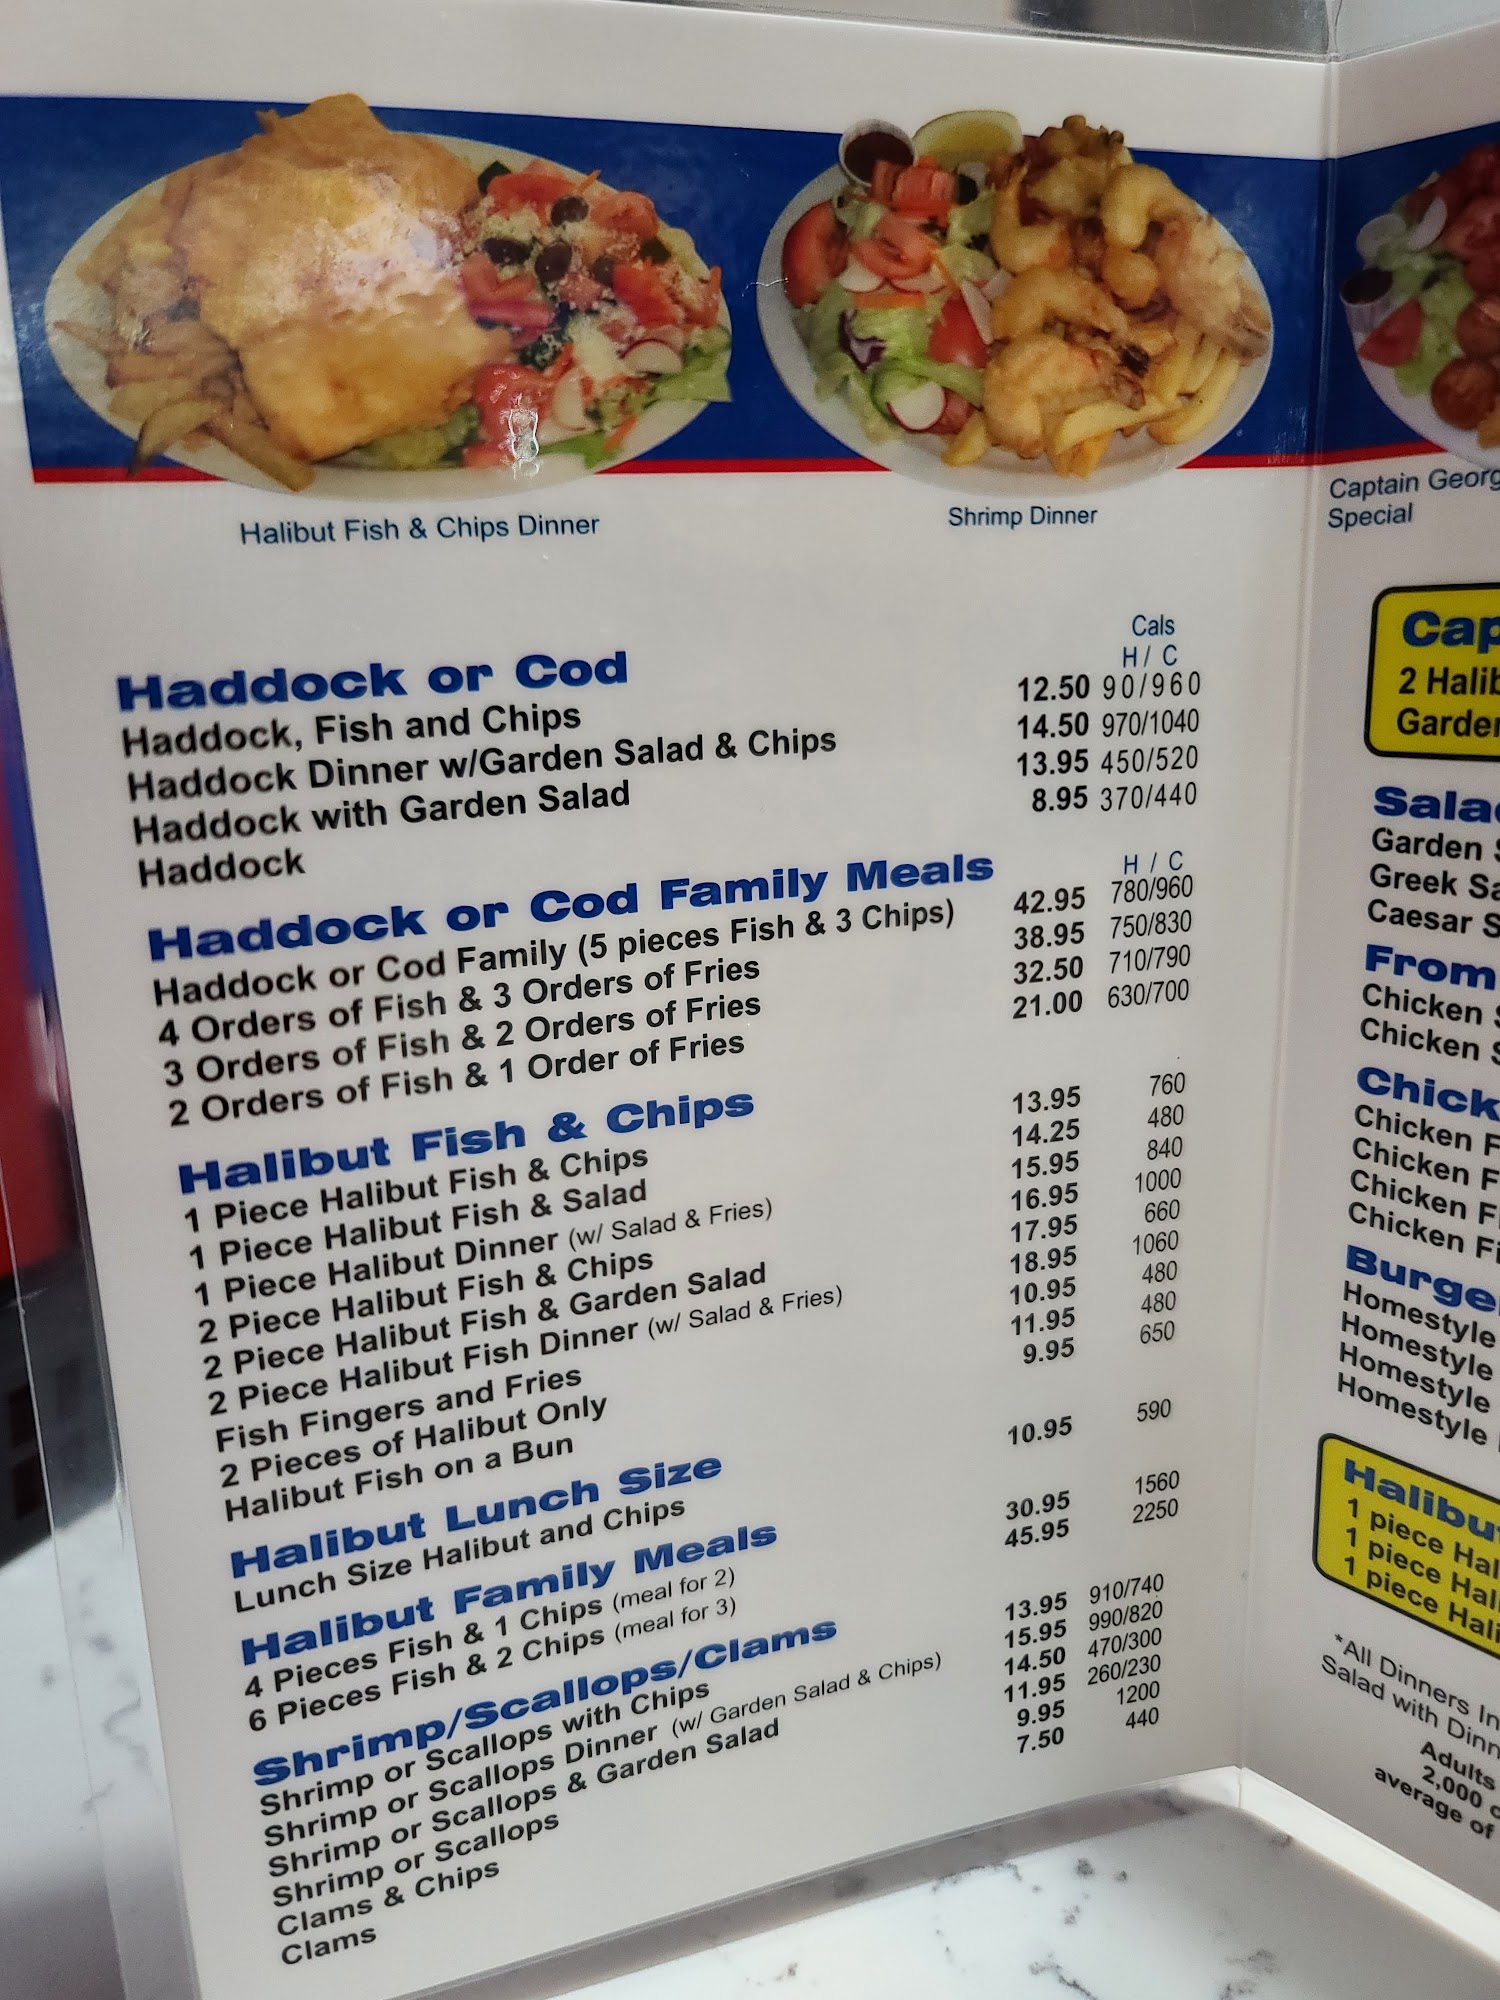 Halibut Fish & Chips Dinner
Shrimp Dinner
Captain Georg
Special
Cals
H / C
Haddock or Cod
Haddock, Fish and Chips 12.50 90/960
Haddock Dinner w/Garden Salad & Chips 14.50 970/1040
Haddock with Garden Salad 13.95 450/520
Haddock 8.95 370/440
H / C
Haddock or Cod Family Meals
Haddock or Cod Family (5 pieces Fish & 3 Chips) 42.95 780/960
4 Orders of Fish & 3 Orders of Fries 38.95 750/830
3 Orders of Fish & 2 Orders of Fries 32.50 710/790
2 Orders of Fish & 1 Order of Fries 21.00 630/700
Halibut Fish & Chips
1 Piece Halibut Fish & Chips 13.95 760
1 Piece Halibut Fish & Salad 14.25 480
1 Piece Halibut Dinner (w/ Salad & Fries) 15.95 840
2 Piece Halibut Fish & Chips 16.95 1000
2 Piece Halibut Fish & Garden Salad 17.95 660
2 Piece Halibut Fish Dinner (w/ Salad & Fries) 18.95 1060
Fish Fingers and Fries 10.95 480
2 Pieces of Halibut Only 11.95 480
Halibut Fish on a Bun 9.95 650
Halibut Lunch Size
Lunch Size Halibut and Chips 10.95 590
Halibut Family Meals
4 Pieces Fish & 1 Chips (meal for 2) 30.95 1560
6 Pieces Fish & 2 Chips (meal for 3) 45.95 2250
Shrimp/Scallops/Clams
Shrimp or Scallops with Chips 13.95 910/740
Shrimp or Scallops Dinner (w/ Garden Salad & Chips) 15.95 990/820
Shrimp or Scallops & Garden Salad 14.50 470/300
Shrimp or Scallops 11.95 260/230
Clams & Chips 9.95 1200
Clams 7.50 440
Cap
2 Halib
Garde
Sala
Garden S
Greek Sa
Caesar S
From
Chicken S
Chicken S
Chick
Chicken F
Chicken F
Chicken F
Chicken Fi
Burge
Homestyle
Homestyle
Homestyle
Homestyle
Halibu
1 piece Hal
1 piece Hali
1 piece Hali
*All Dinners In
Salad with Dinn
Adults
2,000 c
average of